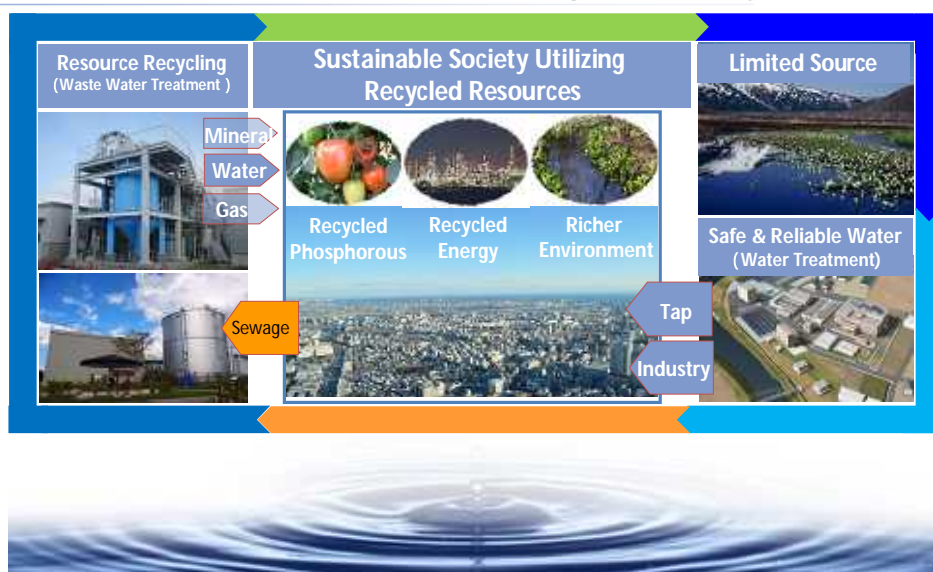 Resource Recycling
(Waste Water Treatment )
Sustainable Society Utilizing
Recycled Resources
Limited Source
Mineral
Water
Gas
Recycled
Phosphorous
Recycled
Energy
Richer
Environment
Safe & Reliable Water
(Water Treatment)
Sewage
Tap
Industry